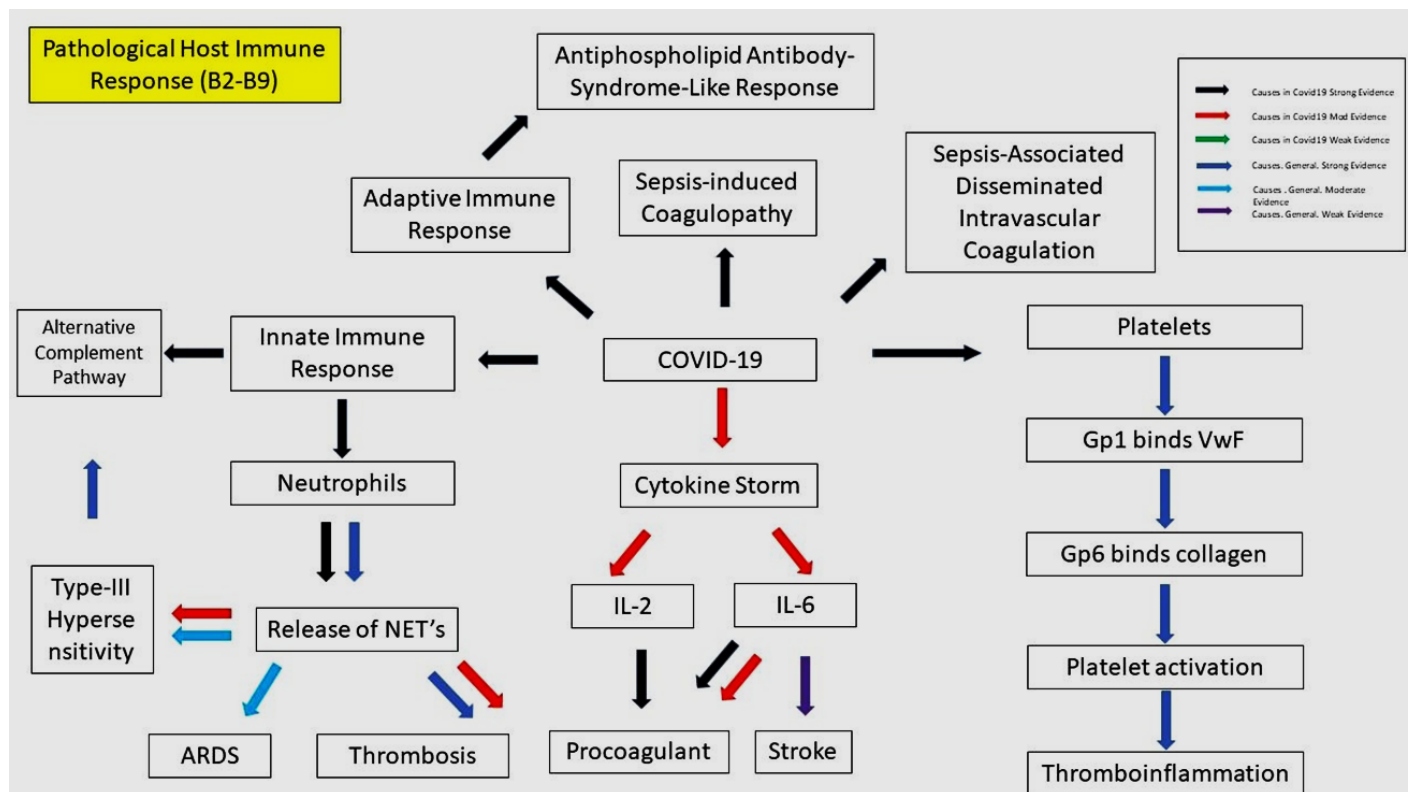 Pathological Host Immune
Response (B2-B9)
Antiphospholipid Antibody-
Syndrome-Like Response
Causes in Covid19 Strong Evidence
Causes in Covid19 Mod Evidence
Causes in Covid19 Weak Evidence
Causes. General. Strong Evidence
Causes . General. Moderate
Evidence
Causes. General. Weak Evidence
Adaptive Immune
Response
Sepsis-induced
Coagulopathy
Sepsis-Associated
Disseminated
Intravascular
Coagulation
Alternative
Complement
Pathway
Innate Immune
Response
COVID-19
Platelets
Neutrophils
Cytokine Storm
Gp1 binds VwF
Gp6 binds collagen
Type-III
Hyperse
nsitivity
Release of NET's
IL-2
IL-6
Platelet activation
ARDS
Thrombosis
Procoagulant
Stroke
Thromboinflammation